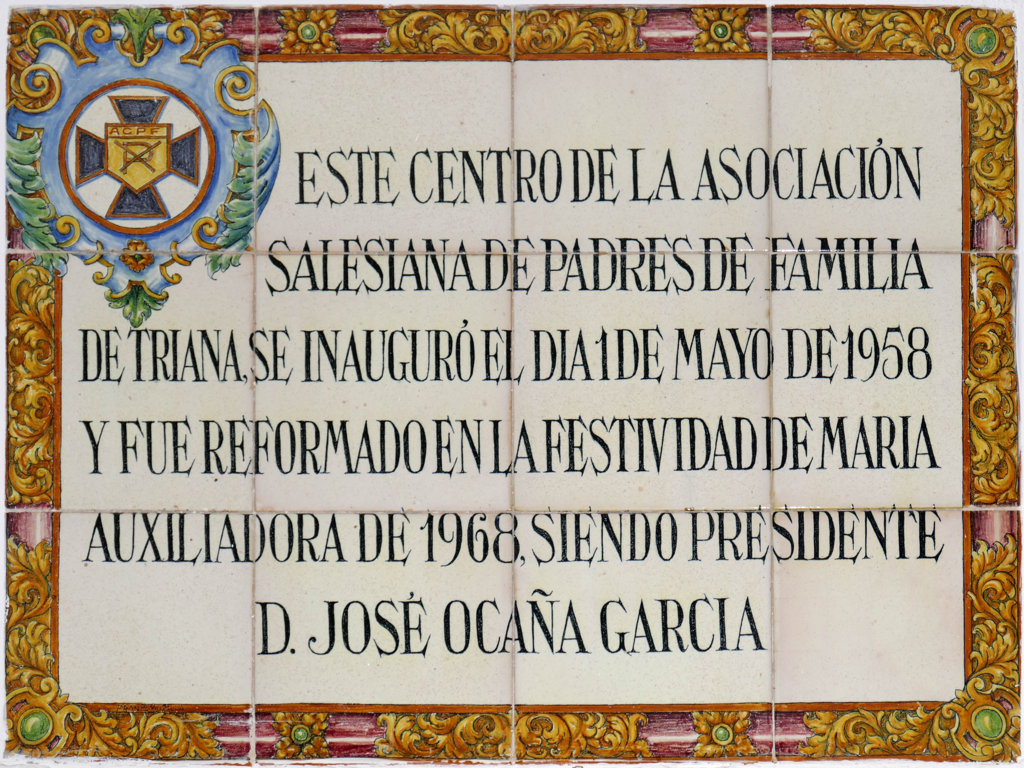 ACPF
ESTE CENTRO DE LA ASOCIACIÓN
SALESIANA DE PADRES DE FAMILIA
DE TRIANA, SE INAUGURÓ EL DIA 1 DE MAYO DE 1958
Y FUE REFORMADO EN LA FESTIVIDAD DE MARIA
AUXILIADORA DE 1968, SIENDO PRESIDENTE
D. JOSÉ OCAÑA GARCIA